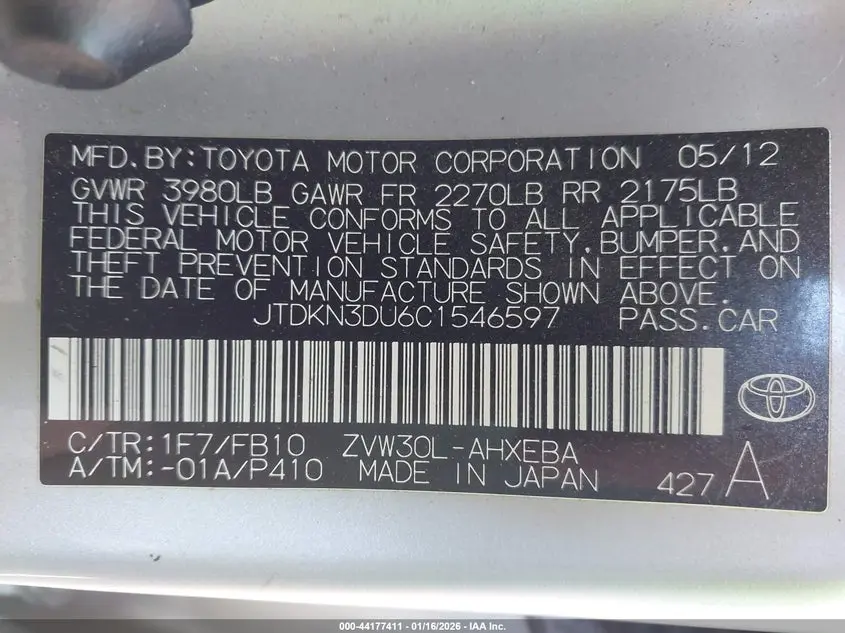 MFD.BY:TOYOTA MOTOR CORPORATION 05/12
GVWR 3980LB GAWR FR 2270LB RR 2175LB
THIS VEHICLE CONFORMS TO ALL APPLICABLE
FEDERAL MOTOR VEHICLE SAFETY,BUMPER,AND
THEFT PREVENTION STANDARDS IN EFFECT ON
THE DATE OF MANUFACTURE SHOWN ABOVE.
JTDKN3DU6C1546597 PASS.CAR
C/TR:1F7/FB10 ZVW30L-AHXEBA
A/TM:-01A/P410 MADE IN JAPAN 427 A
000-44177411 - 01/16/2026 - IAA Inc.